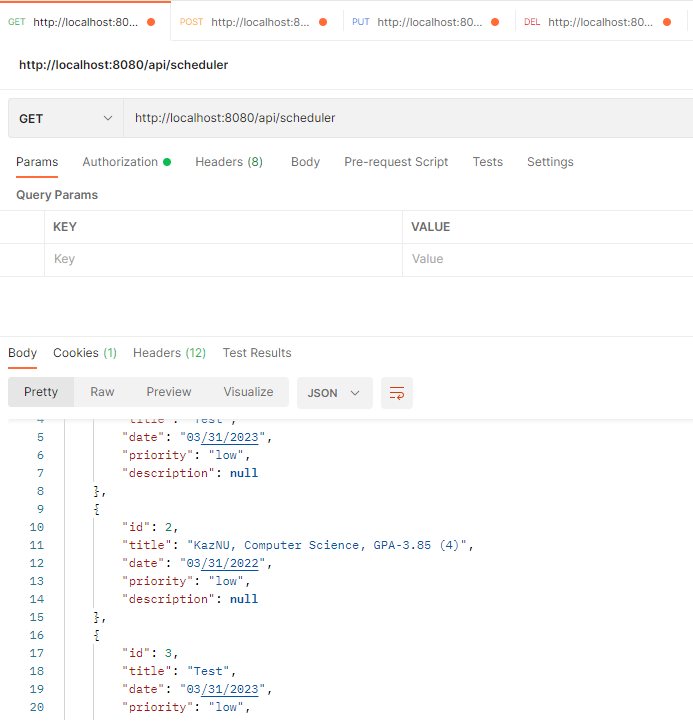 GET http://localhost:80... POST http://localhost:80... PUT http://localhost:80... DEL http://localhost:80...
http://localhost:8080/api/scheduler
GET http://localhost:8080/api/scheduler
Params Authorization Headers (8) Body Pre-request Script Tests Settings
Query Params
KEY VALUE
Key Value
Body Cookies (1) Headers (12) Test Results
Pretty Raw Preview Visualize JSON
4 "title": "Test",
5 "date": "03/31/2023",
6 "priority": "low",
7 "description": null
8 },
9 {
10 "id": 2,
11 "title": "KazNU, Computer Science, GPA-3.85 (4)",
12 "date": "03/31/2022",
13 "priority": "low",
14 "description": null
15 },
16 {
17 "id": 3,
18 "title": "Test",
19 "date": "03/31/2023",
20 "priority": "low",